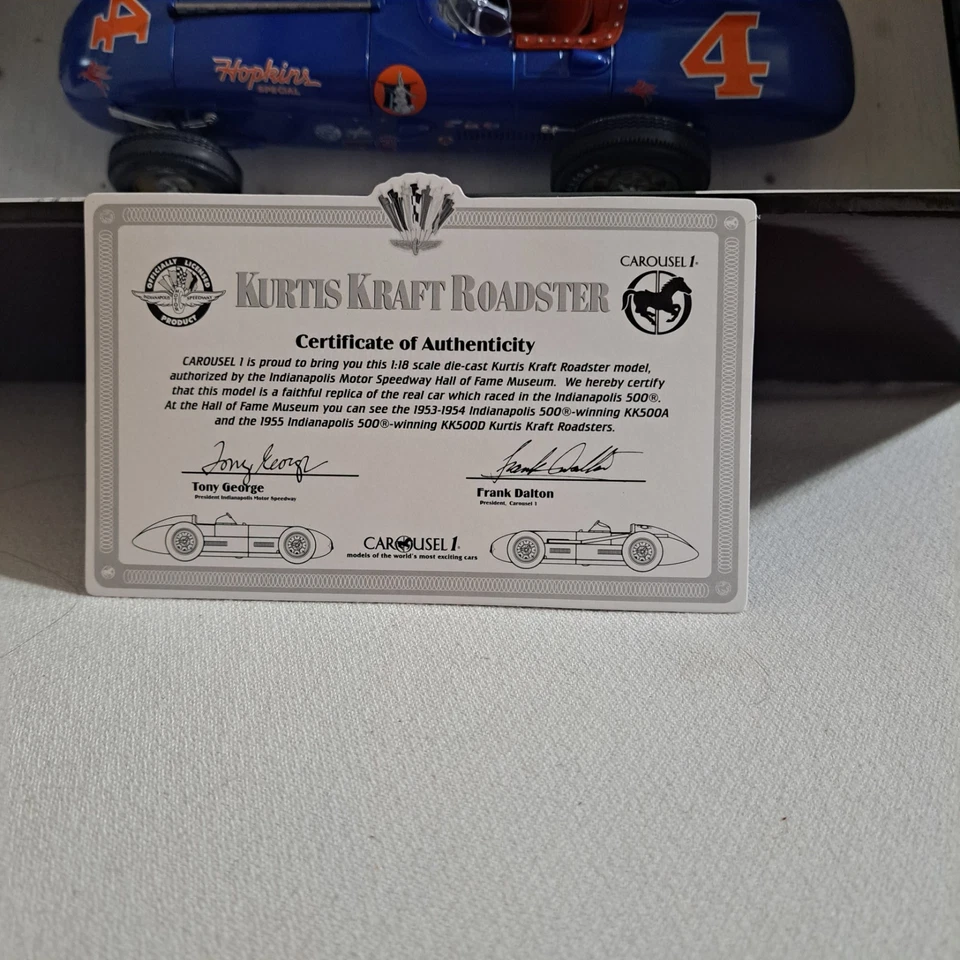 4
4
Hopkins
SPECIAL
OFFICIALLY LICENSED
INDIANAPOLIS SPEEDWAY
PRODUCT
KURTIS KRAFT ROADSTER
CAROUSEL 1
Certificate of Authenticity
CAROUSEL 1 is proud to bring you this 1:18 scale die-cast Kurtis Kraft Roadster model,
authorized by the Indianapolis Motor Speedway Hall of Fame Museum. We hereby certify
that this model is a faithful replica of the real car which raced in the Indianapolis 500®.
At the Hall of Fame Museum you can see the 1953-1954 Indianapolis 500®-winning KK500A
and the 1955 Indianapolis 500®-winning KK500D Kurtis Kraft Roadsters.
Tony George
Frank Dalton
Tony George
President Indianapolis Motor Speedway
Frank Dalton
President, Carousel 1
CAROUSEL 1
models of the world's most exciting cars